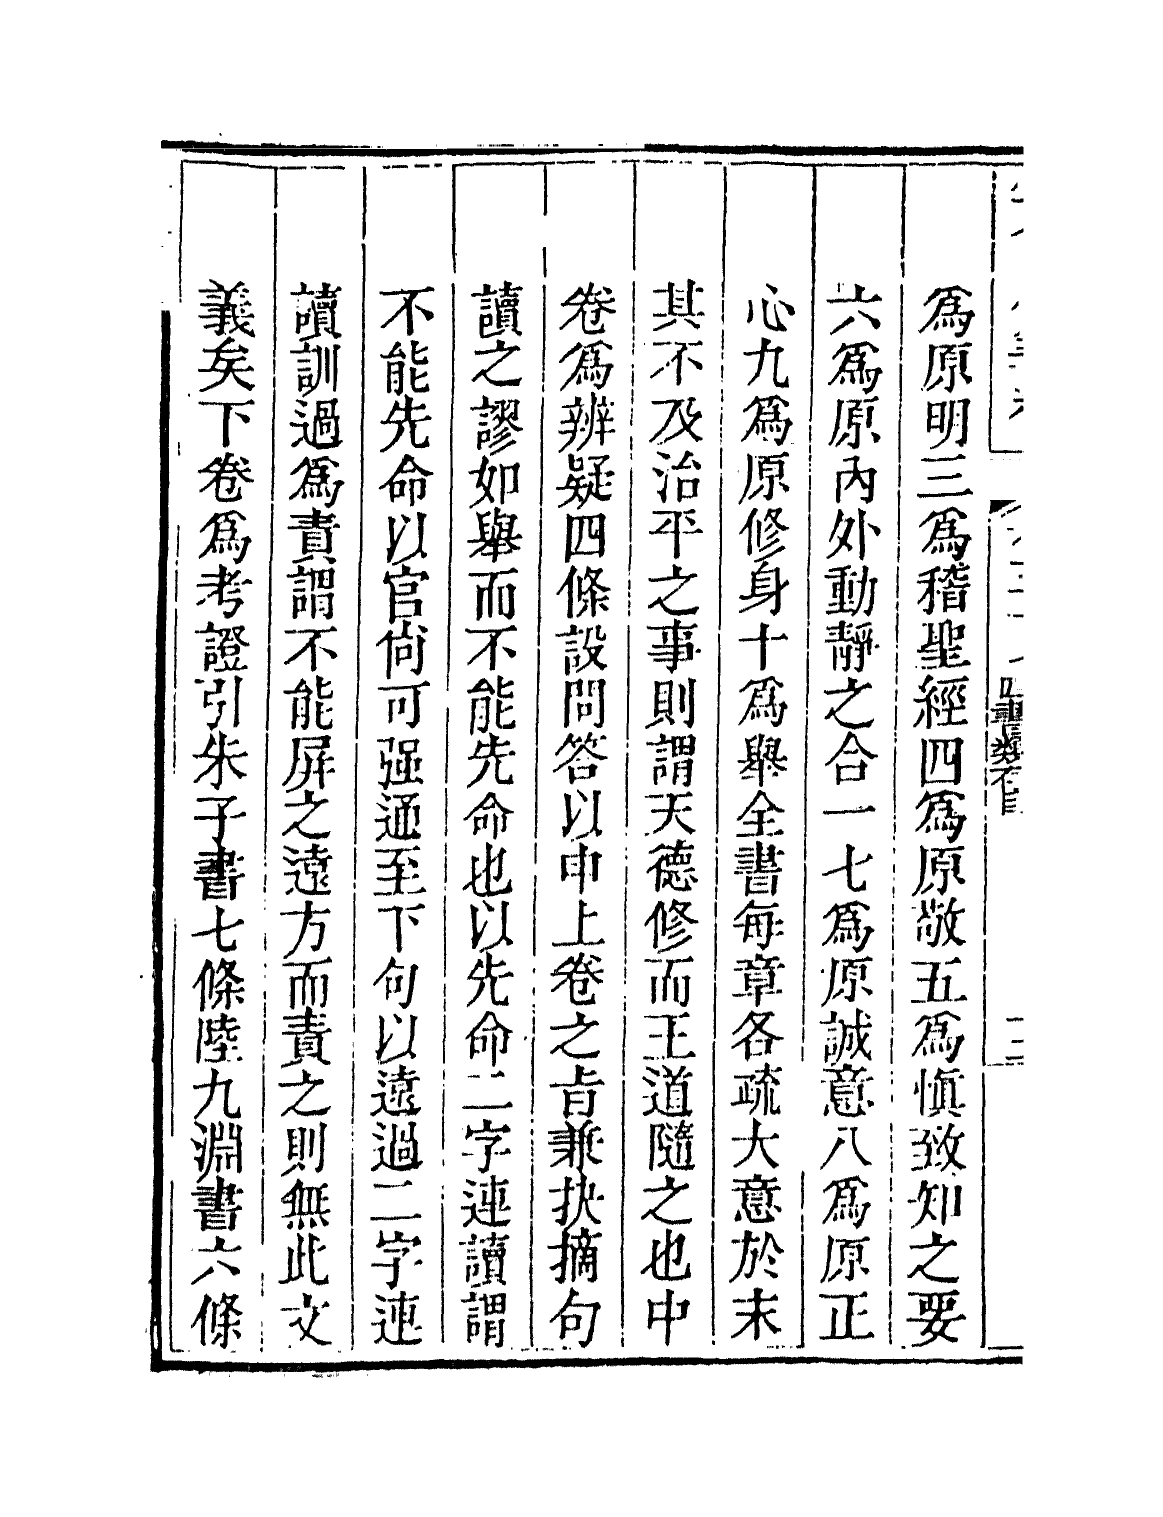 爲原明三爲稽聖經四爲原敬五爲愼致知之要
六爲原內外動靜之合一七爲原誠意八爲原正
心九爲原修身十爲舉全書每章各疏大意於末
其不及治平之事則謂天德修而王道隨之也中
卷爲辨疑四條設問答以申上卷之㫖兼抉摘句
讀之謬如舉而不能先命也以先命二字連讀謂
不能先命以官尙可强通至下句以遠過二字連
讀訓過爲責謂不能屏之遠方而責之則無此文
義矣下卷爲考證引朱子書七條陸九淵書六條